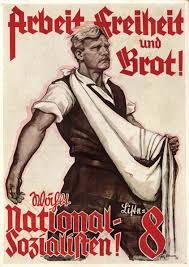 Arbeit, Freiheit
und
Brot!
Wählt
National-
Sozialisten!
Liste
8